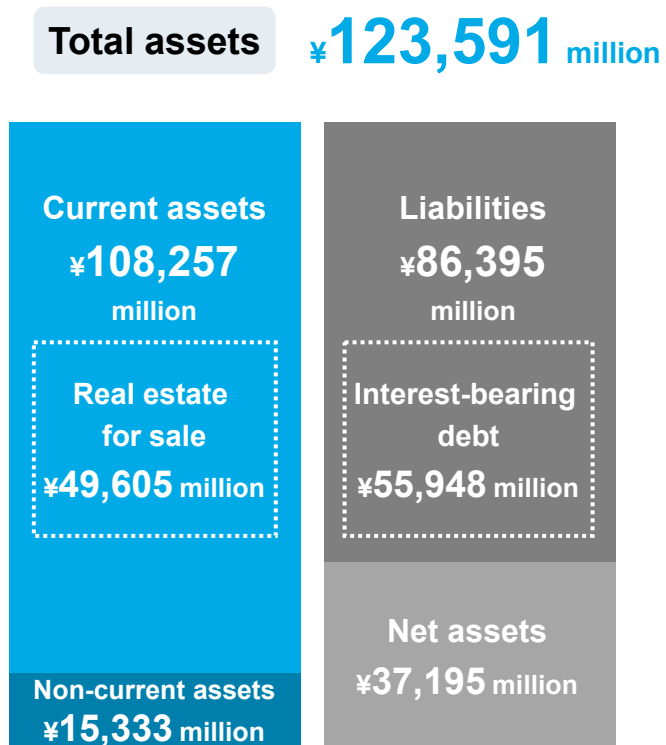 Total assets ¥123,591 million
Current assets
¥108,257
million
Real estate
for sale
¥49,605 million
Non-current assets
¥15,333 million
Liabilities
¥86,395
million
Interest-bearing
debt
¥55,948 million
Net assets
¥37,195 million